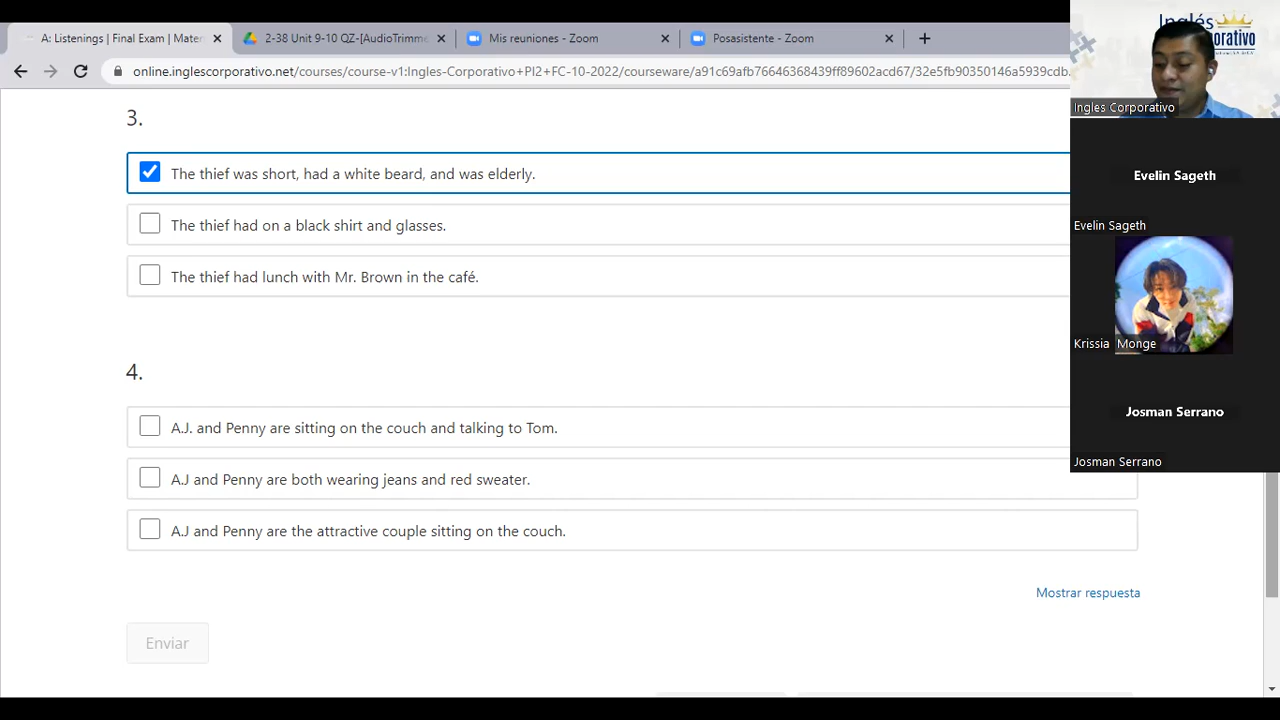 A: Listenings | Final Exam | Mater
2-38 Unit 9-10 QZ-[AudioTrimme
Mis reuniones - Zoom
Posasistente - Zoom
online.inglescorporativo.net/courses/course-v1:Ingles-Corporativo+PI2+FC-10-2022/courseware/a91c69afb76646368439ff89602acd67/32e5fb90350146a5939cdb
Inglés
orativo
Ingles Corporativo
3.
The thief was short, had a white beard, and was elderly.
The thief had on a black shirt and glasses.
The thief had lunch with Mr. Brown in the café.
4.
A.J. and Penny are sitting on the couch and talking to Tom.
A.J and Penny are both wearing jeans and red sweater.
A.J and Penny are the attractive couple sitting on the couch.
Mostrar respuesta
Enviar
Evelin Sageth
Evelin Sageth
Krissia Monge
Josman Serrano
Josman Serrano